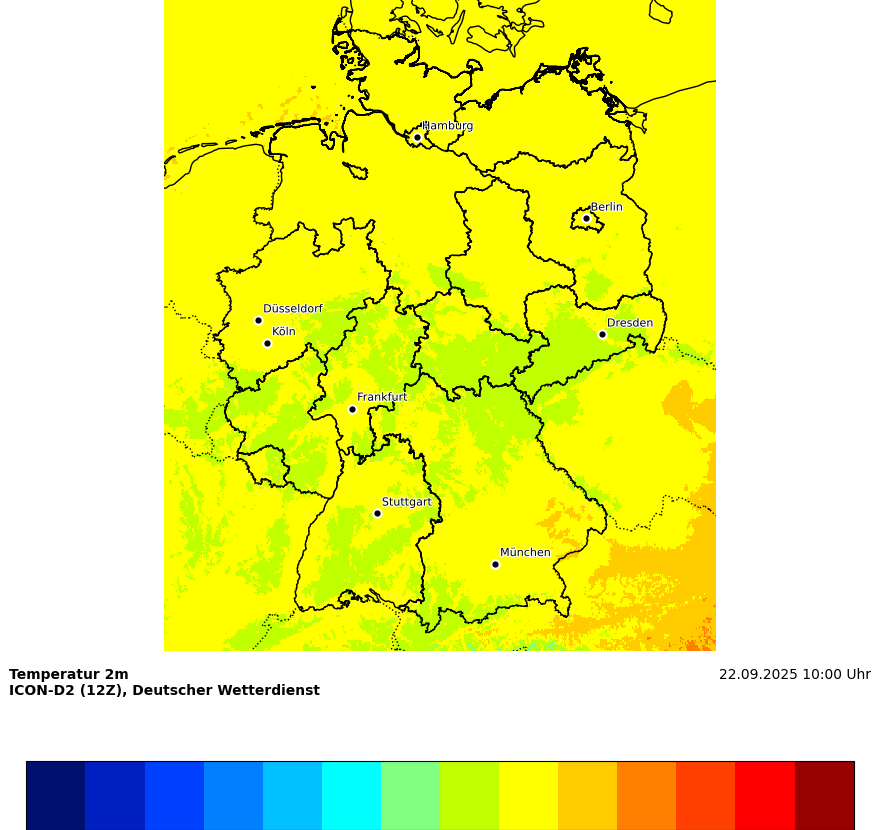 Hamburg
Berlin
Düsseldorf
Dresden
Köln
Frankfurt
Stuttgart
München
Temperatur 2m
22.09.2025 10:00 Uhr
ICON-D2 (12Z), Deutscher Wetterdienst